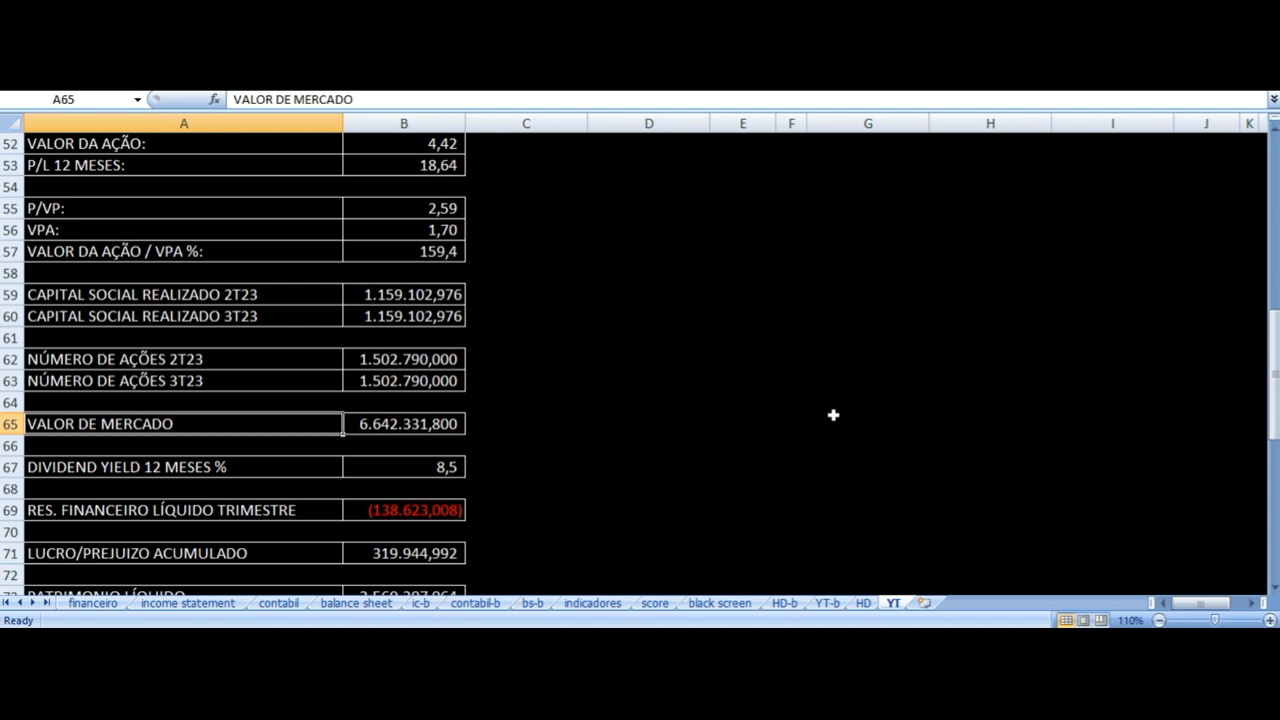 A65 fx VALOR DE MERCADO
A B C D E F G H I J K
52 VALOR DA AÇÃO: 4,42
53 P/L 12 MESES: 18,64
54
55 P/VP: 2,59
56 VPA: 1,70
57 VALOR DA AÇÃO / VPA %: 159,4
58
59 CAPITAL SOCIAL REALIZADO 2T23 1.159.102,976
60 CAPITAL SOCIAL REALIZADO 3T23 1.159.102,976
61
62 NÚMERO DE AÇÕES 2T23 1.502.790,000
63 NÚMERO DE AÇÕES 3T23 1.502.790,000
64
65 VALOR DE MERCADO 6.642.331,800
66
67 DIVIDEND YIELD 12 MESES % 8,5
68
69 RES. FINANCEIRO LÍQUIDO TRIMESTRE (138.623,008)
70
71 LUCRO/PREJUIZO ACUMULADO 319.944,992
72
PATRIMONIO LÍQUIDO
financeiro income statement contabil balance sheet ic-b contabil-b bs-b indicadores score black screen HD-b YT-b HD YT
Ready 110%